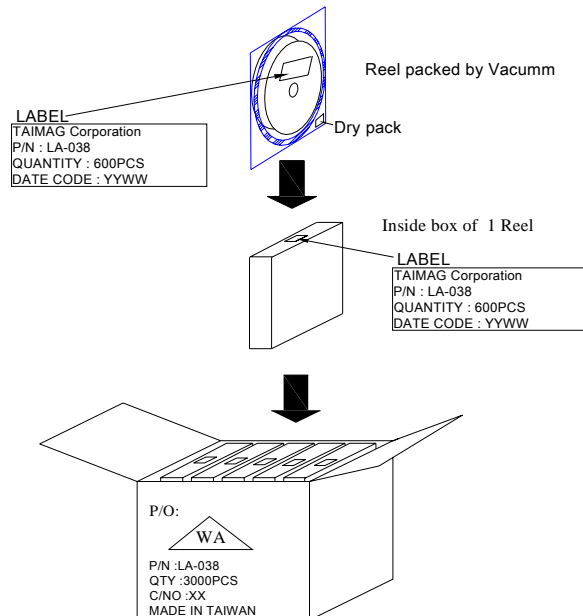 Reel packed by Vacumm
LABEL
TAIMAG Corporation
P/N : LA-038
QUANTITY : 600PCS
DATE CODE : YYWW
Dry pack
Inside box of 1 Reel
LABEL
TAIMAG Corporation
P/N : LA-038
QUANTITY : 600PCS
DATE CODE : YYWW
P/O:
WA
P/N :LA-038
QTY :3000PCS
C/NO :XX
MADE IN TAIWAN